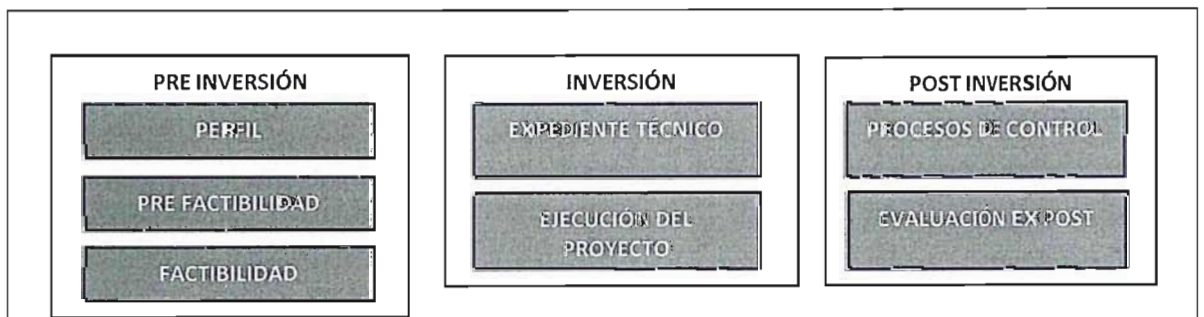 PRE INVERSIÓN
PERFIL
PRE FACTIBILIDAD
FACTIBILIDAD
INVERSIÓN
EXPEDIENTE TÉCNICO
EJECUCIÓN DEL
PROYECTO
POST INVERSIÓN
PROCESOS DE CONTROL
EVALUACIÓN EX POST